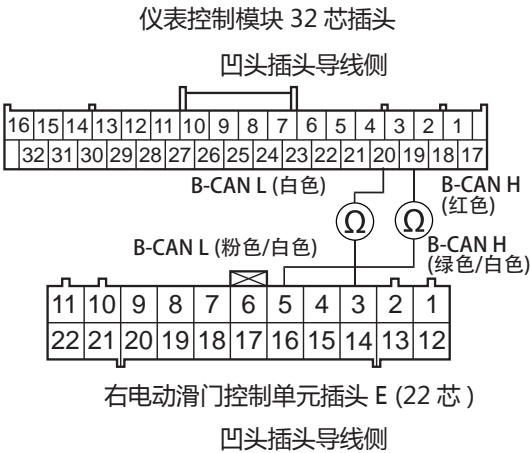 仪表控制模块 32 芯插头
凹头插头导线侧
16 15 14 13 12 11 10 9 8 7 6 5 4 3 2 1
32 31 30 29 28 27 26 25 24 23 22 21 20 19 18 17
B-CAN L (白色)
B-CAN H
(红色)
Ω Ω
B-CAN L (粉色/白色)
B-CAN H
(绿色/白色)
11 10 9 8 7 6 5 4 3 2 1
22 21 20 19 18 17 16 15 14 13 12
右电动滑门控制单元插头 E (22 芯 )
凹头插头导线侧